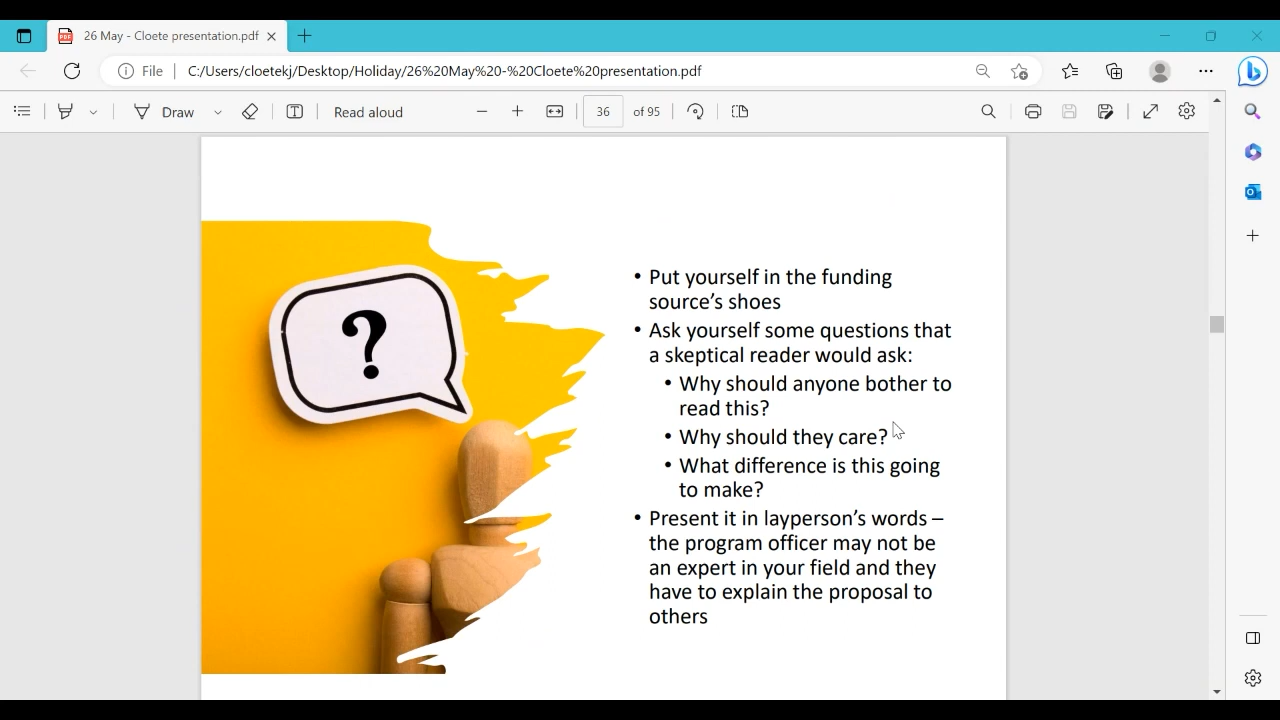 26 May - Cloete presentation.pdf
File
C:/Users/cloetekj/Desktop/Holiday/26%20May%20-%20Cloete%20presentation.pdf
Draw
Read aloud
36 of 95
?
• Put yourself in the funding
source's shoes
• Ask yourself some questions that
a skeptical reader would ask:
• Why should anyone bother to
read this?
• Why should they care?
• What difference is this going
to make?
• Present it in layperson's words –
the program officer may not be
an expert in your field and they
have to explain the proposal to
others